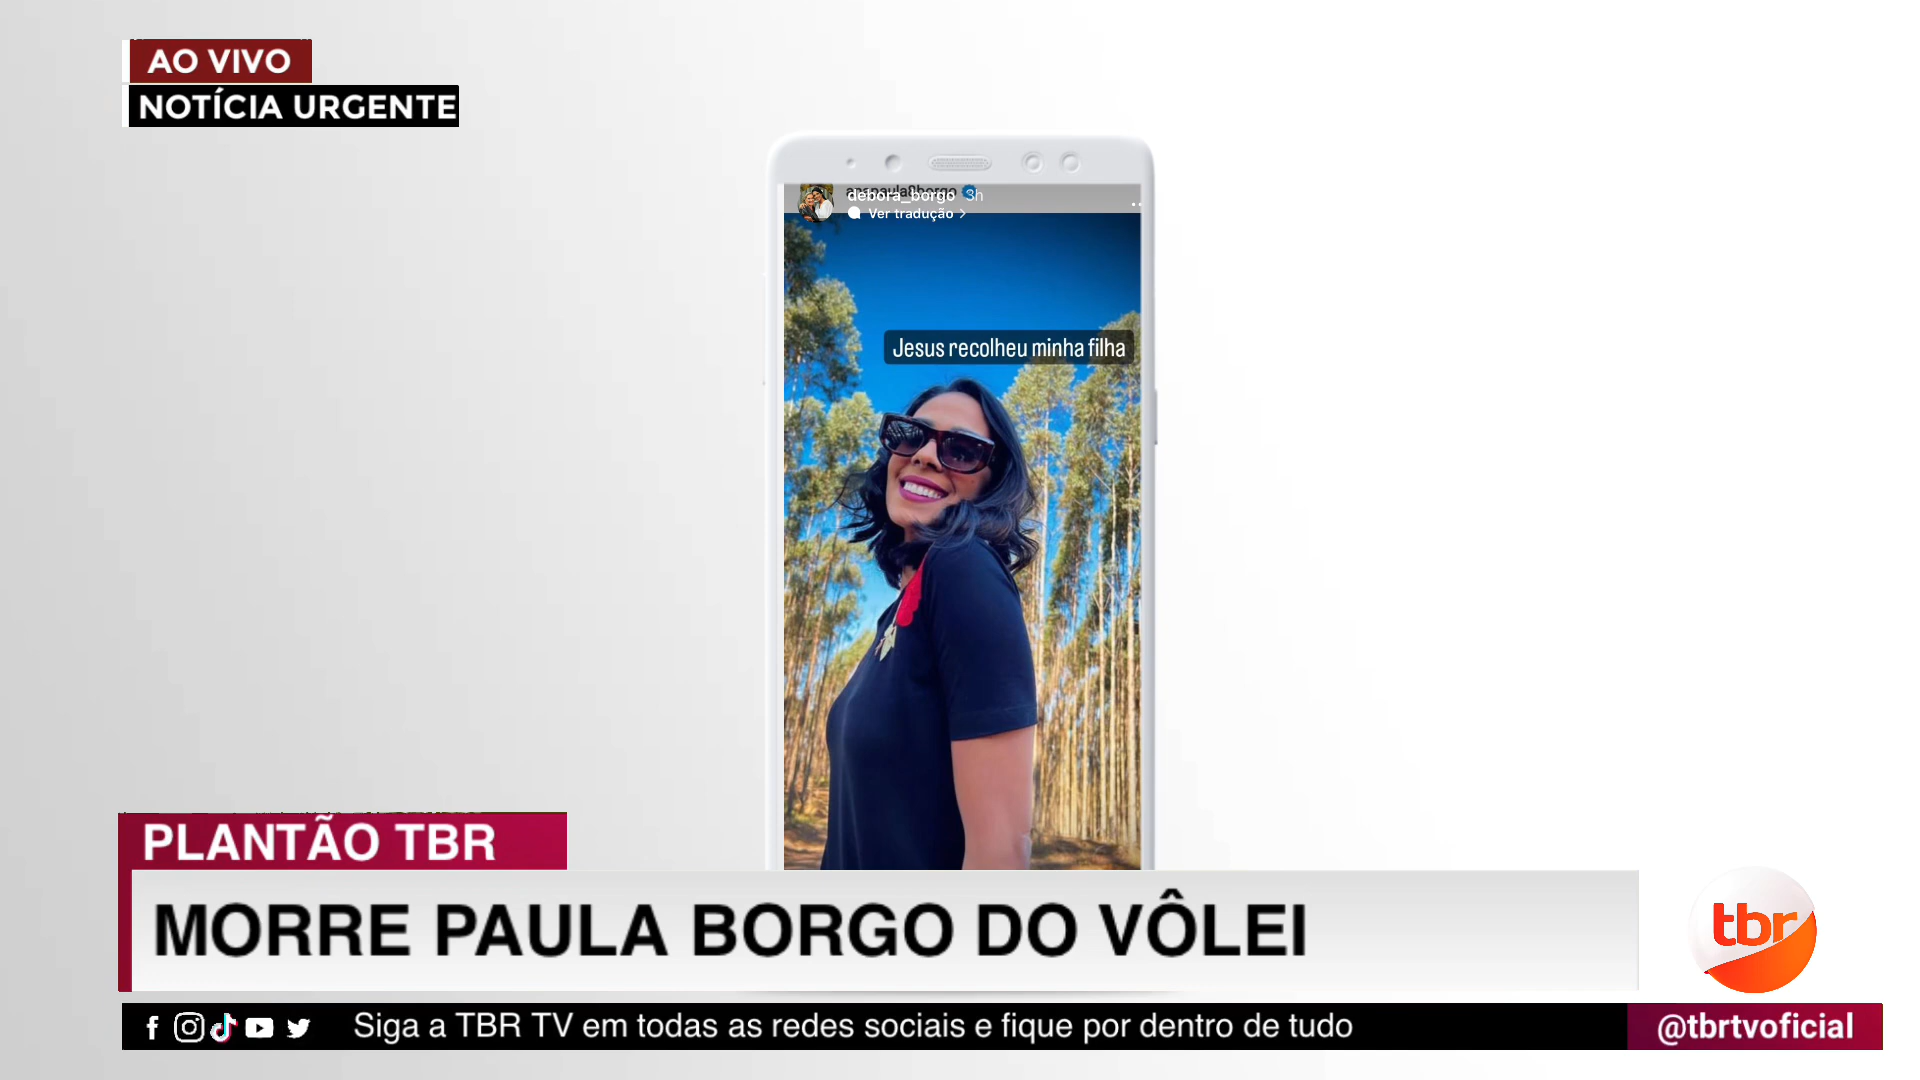 AO VIVO
NOTÍCIA URGENTE
anapaula0borgo
debora_borgo 3h
Ver tradução >
Jesus recolheu minha filha
PLANTÃO TBR
MORRE PAULA BORGO DO VÔLEI
tbr
Siga a TBR TV em todas as redes sociais e fique por dentro de tudo
@tbrtvoficial